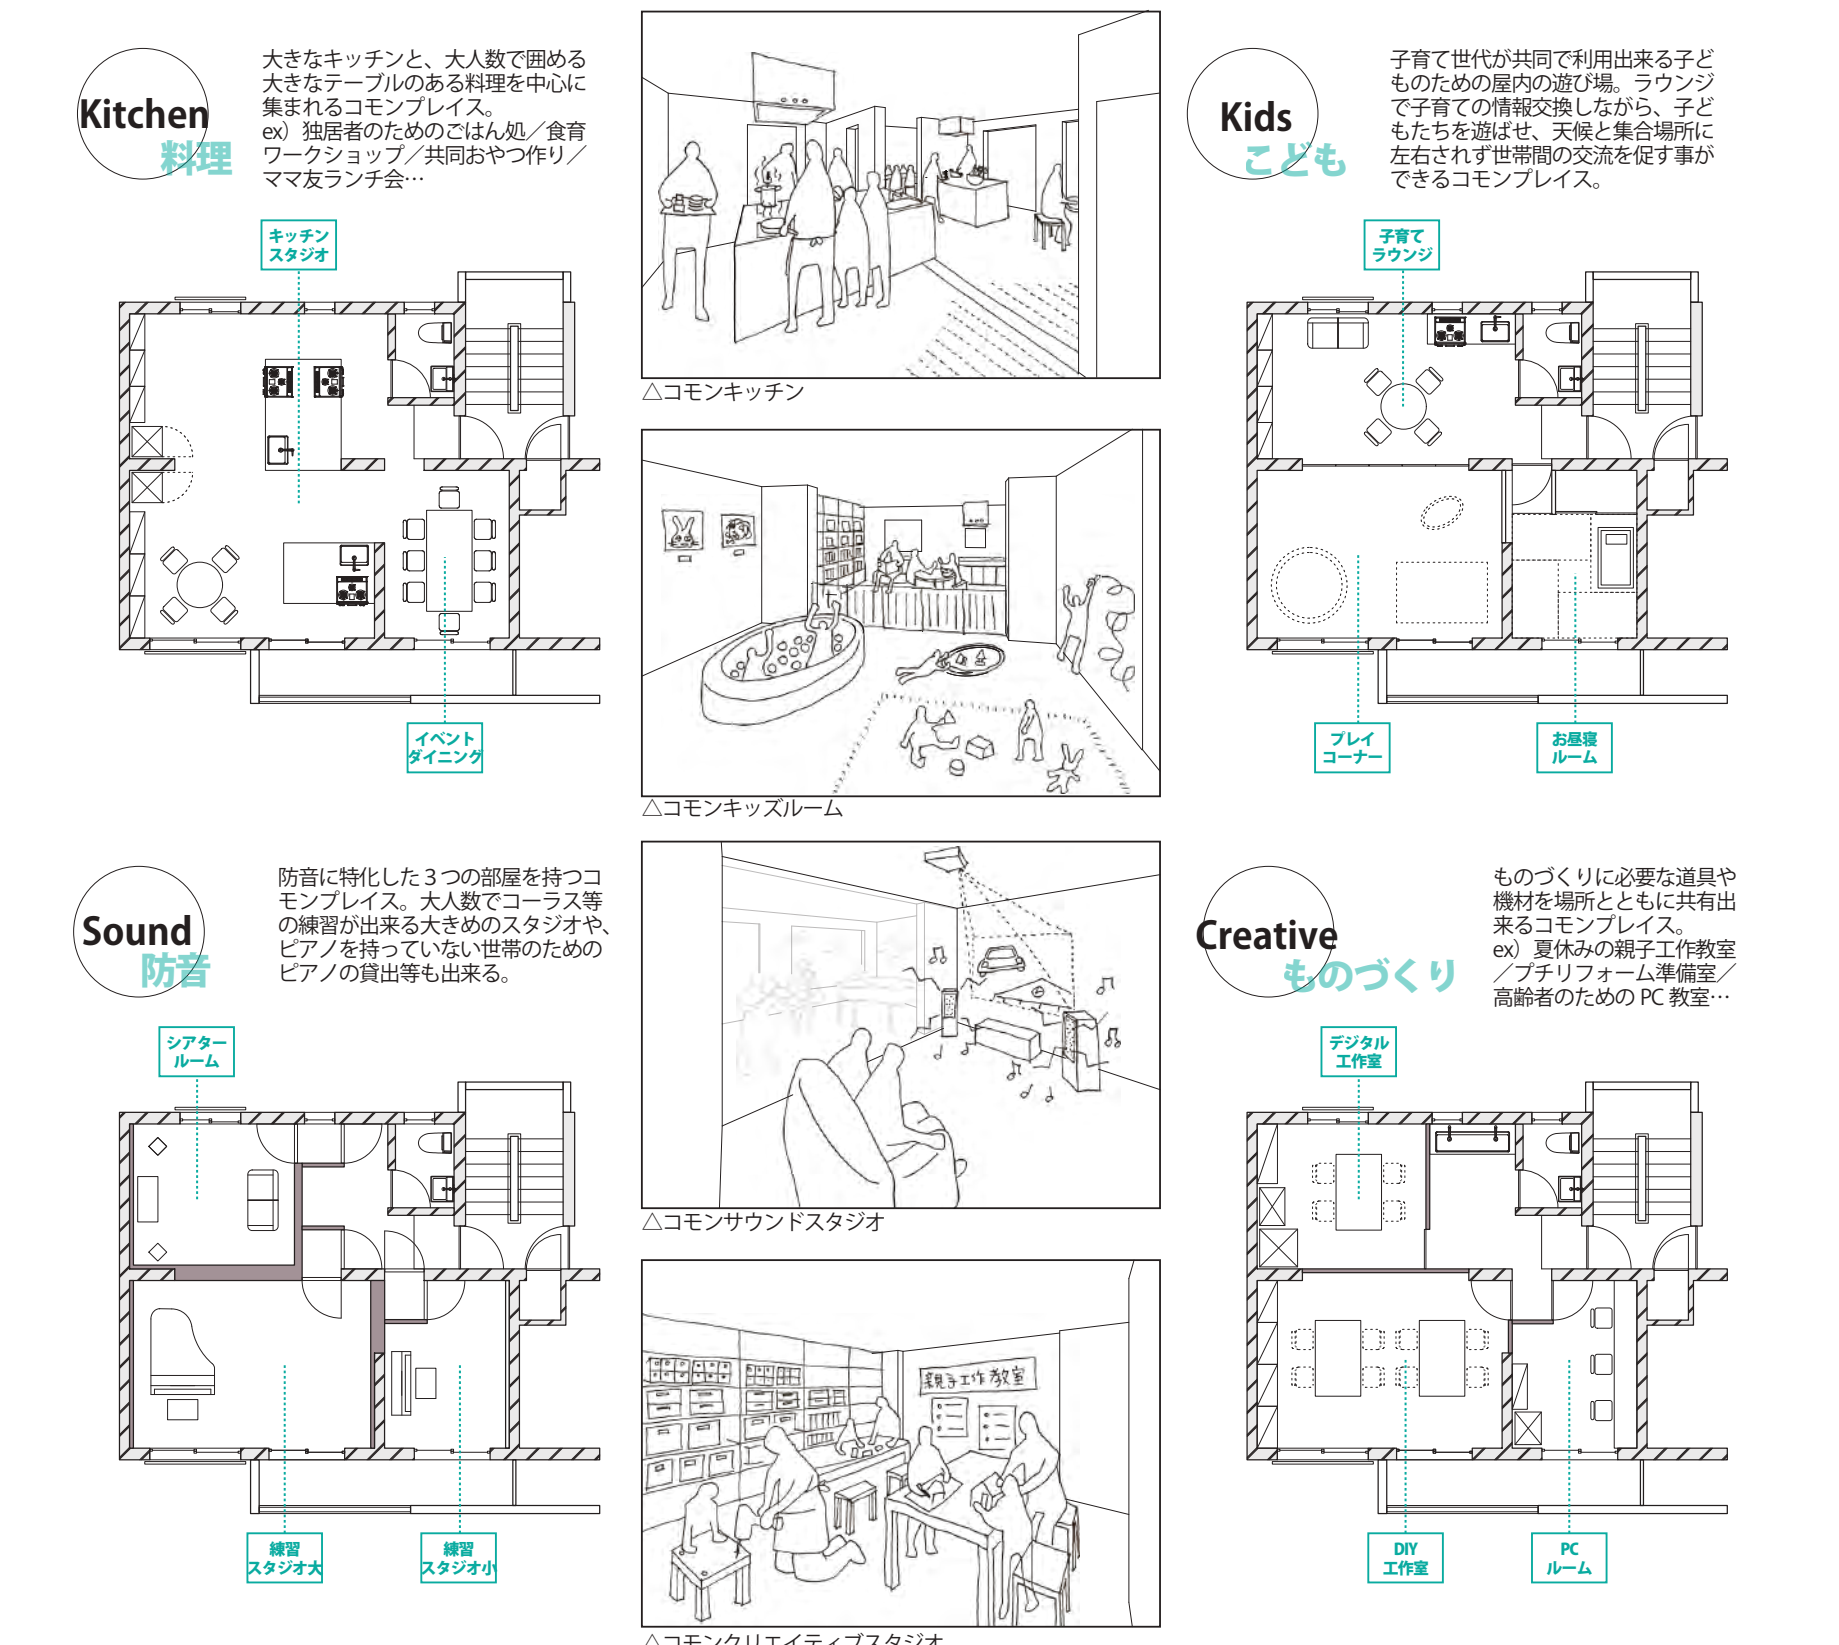 Kitchen
料理
大きなキッチンと、大人数で囲める
大きなテーブルのある料理を中心に
集まれるコモンプレイス。
ex）独居者のためのごはん処／食育
ワークショップ／共同おやつ作り／
ママ友ランチ会…
キッチン
スタジオ
イベント
ダイニング
△コモンキッチン
△コモンキッズルーム
Kids
こども
子育て世代が共同で利用出来る子ど
ものための屋内の遊び場。ラウンジ
で子育ての情報交換しながら、子ど
もたちを遊ばせ、天候と集合場所に
左右されず世帯間の交流を促す事が
できるコモンプレイス。
子育て
ラウンジ
プレイ
コーナー
お昼寝
ルーム
Sound
防音
防音に特化した３つの部屋を持つコ
モンプレイス。大人数でコーラス等
の練習が出来る大きめのスタジオや、
ピアノを持っていない世帯のための
ピアノの貸出等も出来る。
シアター
ルーム
練習
スタジオ大
練習
スタジオ小
△コモンサウンドスタジオ
親子工作教室
△コモンクリエイティブスタジオ
Creative
ものづくり
ものづくりに必要な道具や
機材を場所とともに共有出
来るコモンプレイス。
ex）夏休みの親子工作教室
／プチリフォーム準備室／
高齢者のための PC 教室…
デジタル
工作室
DIY
工作室
PC
ルーム